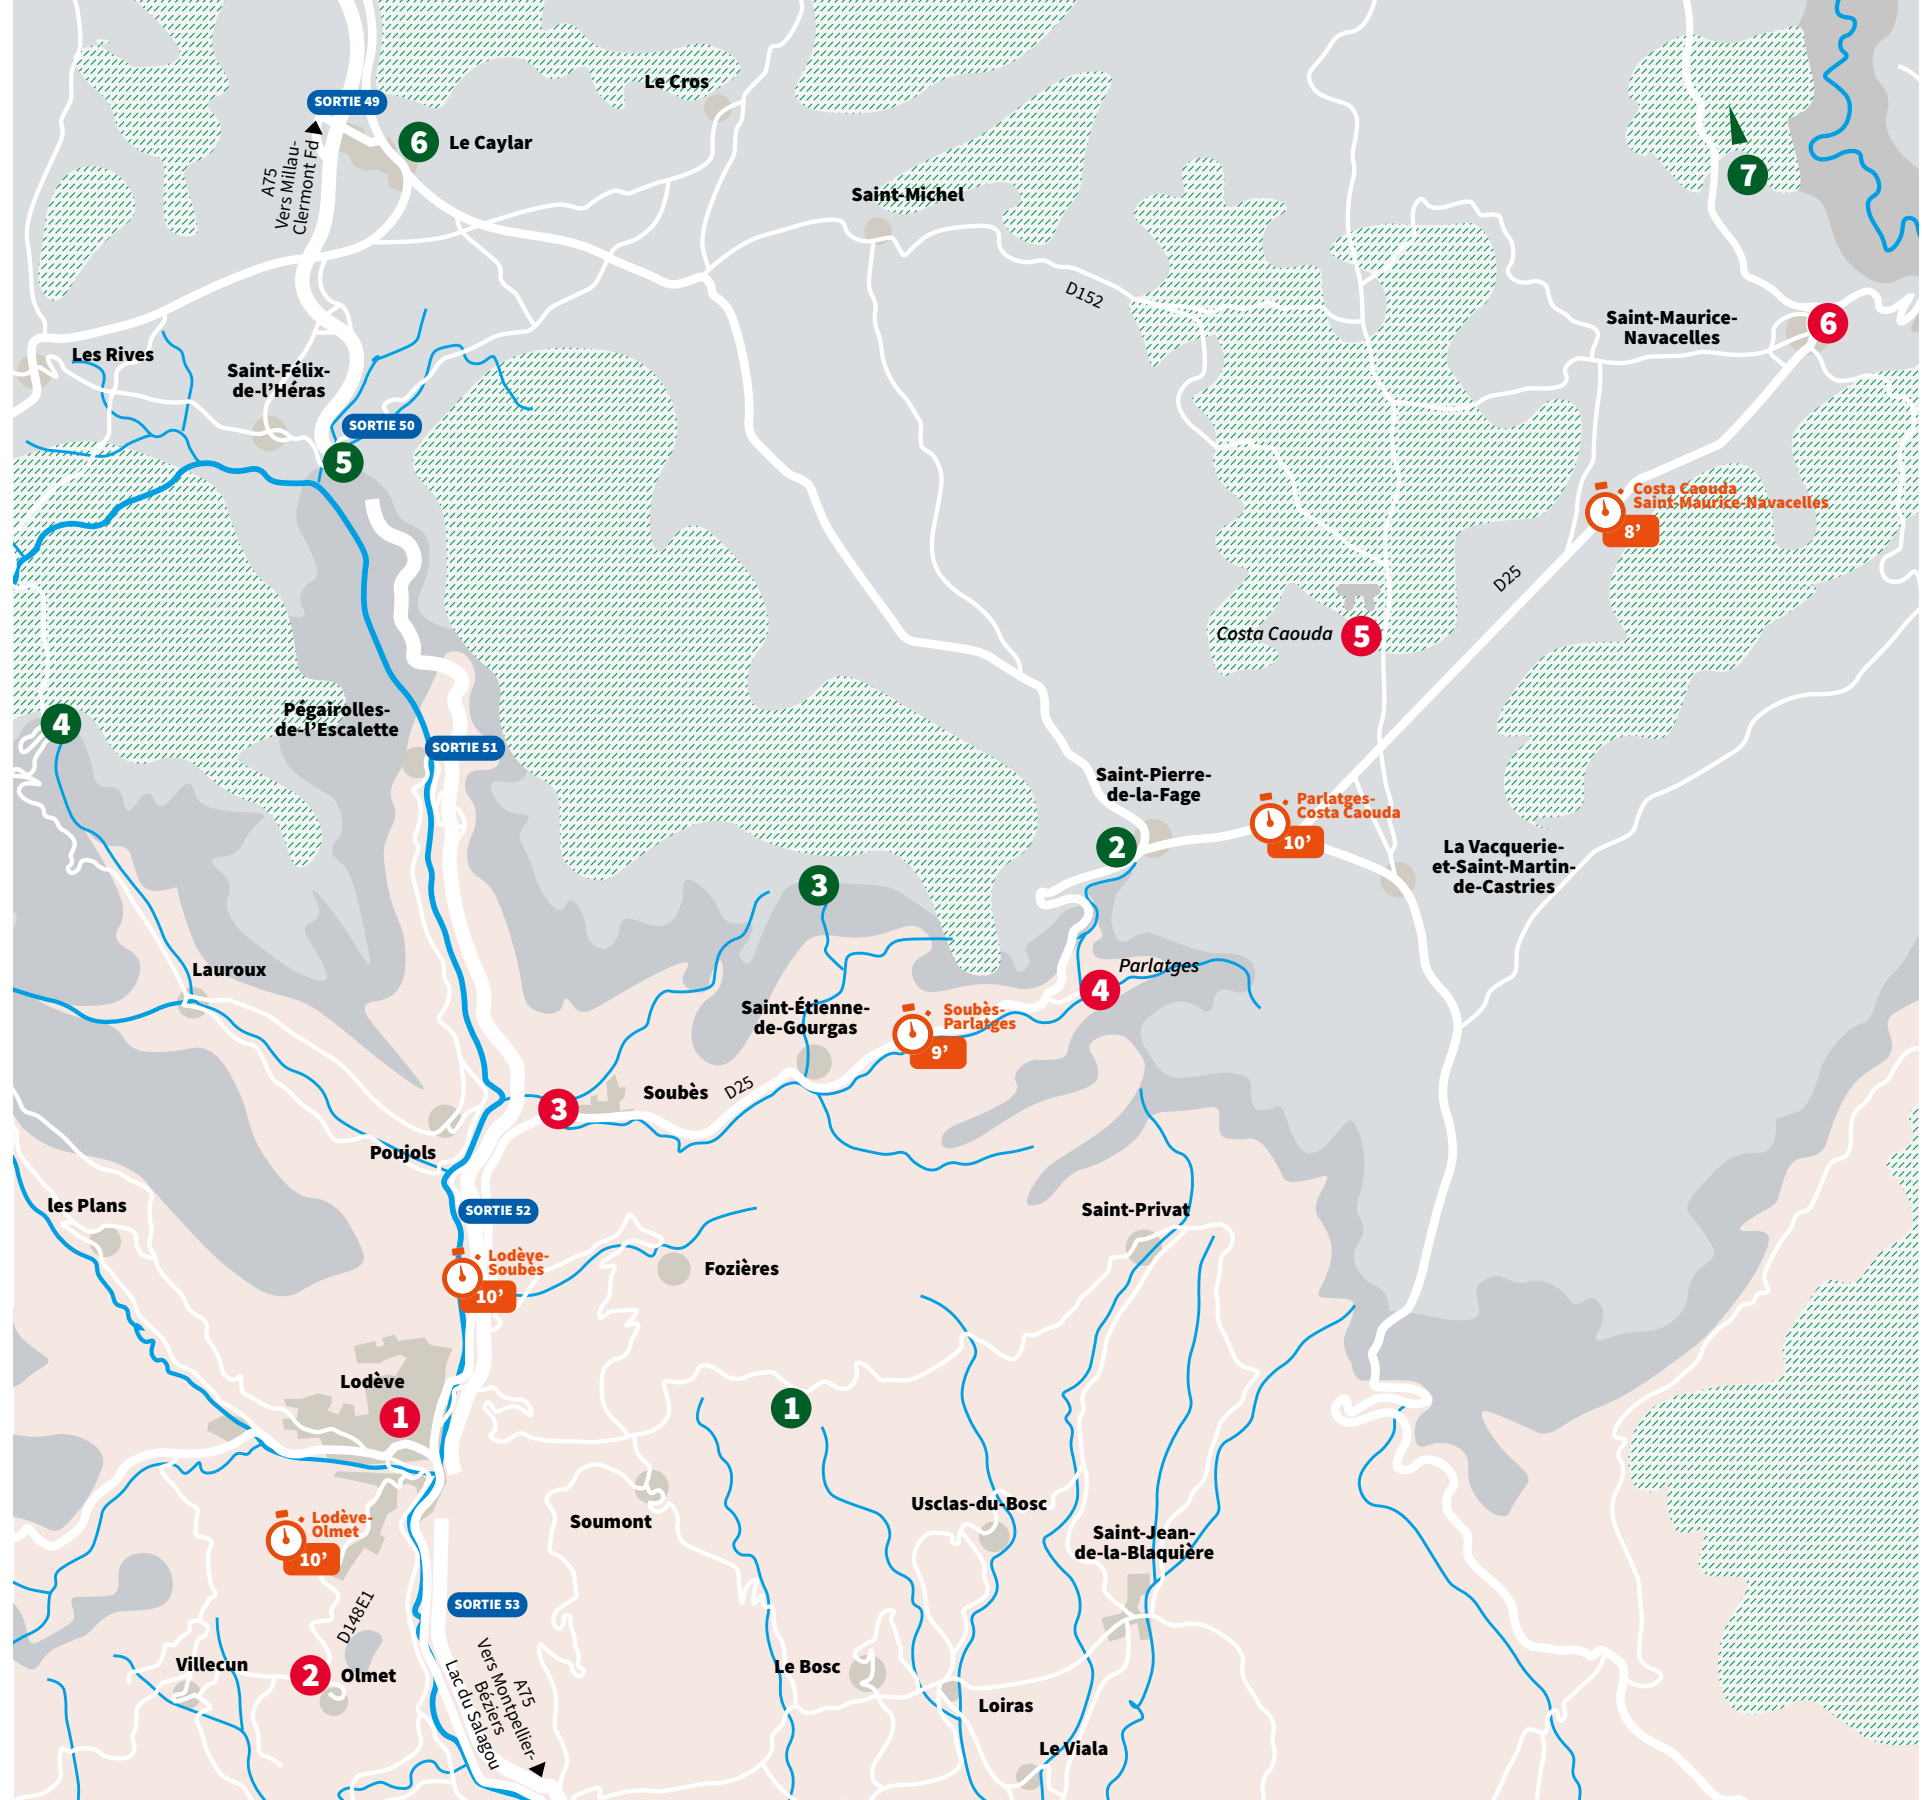 Le Cros
SORTIE 49
6
Le Caylar
A75
Vers Millau-
Clermont Fd
7
Saint-Michel
D152
Saint-Maurice-
Navacelles
6
Les Rives
Saint-Félix-
de-l'Héras
SORTIE 50
5
Costa Caouda
Saint-Maurice-Navacelles
8’
D25
Costa Caouda
5
4
Pégairolles-
de-l'Escalette
SORTIE 51
Saint-Pierre-
de-la-Fage
2
Parlatges-
Costa Caouda
10’
La Vacquerie-
et-Saint-Martin-
de-Castries
3
Lauroux
Parlatges
4
Saint-Étienne-
de-Gourgas
Soubès-
Parlatges
9’
3
Soubès
D25
Poujols
les Plans
SORTIE 52
Saint-Privat
Lodève-
Soubès
10’
Fozières
Lodève
1
1
Usclas-du-Bosc
Soumont
Lodève-
Olmet
10’
Saint-Jean-
de-la-Blaquière
D148E1
SORTIE 53
Villecun
2
Olmet
A75
Vers Montpellier-
Béziers
Lac du Salagou
Le Bosc
Loiras
Le Viala